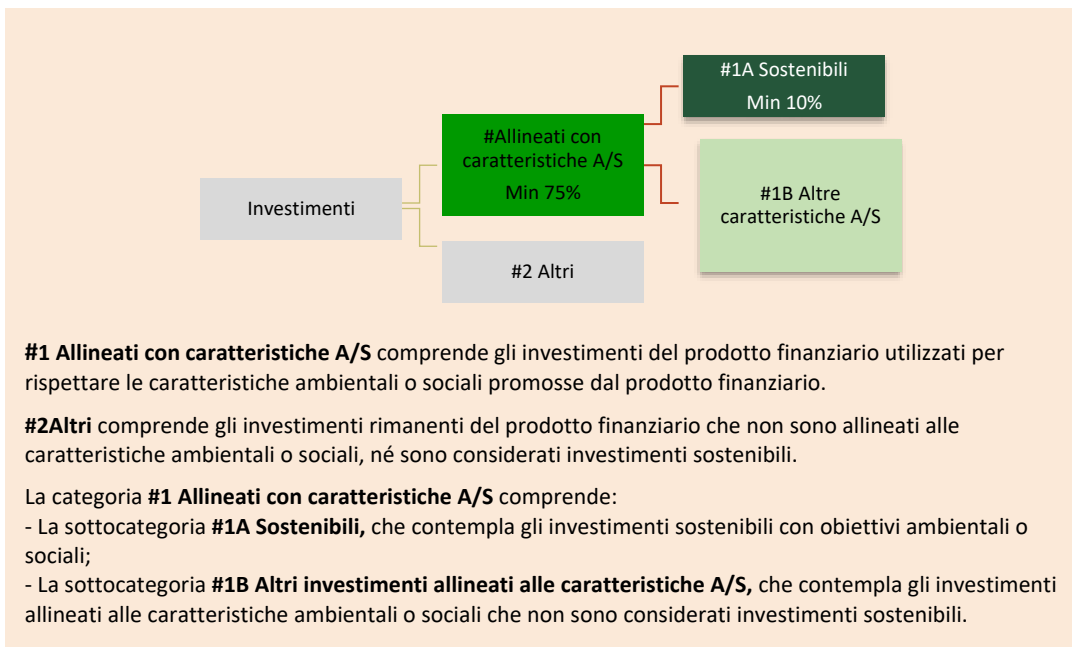 #1A Sostenibili
Min 10%
#Allineati con
caratteristiche A/S
Min 75%
Investimenti
#1B Altre
caratteristiche A/S
#2 Altri
#1 Allineati con caratteristiche A/S comprende gli investimenti del prodotto finanziario utilizzati per
rispettare le caratteristiche ambientali o sociali promosse dal prodotto finanziario.
#2Altri comprende gli investimenti rimanenti del prodotto finanziario che non sono allineati alle
caratteristiche ambientali o sociali, né sono considerati investimenti sostenibili.
La categoria #1 Allineati con caratteristiche A/S comprende:
- La sottocategoria #1A Sostenibili, che contempla gli investimenti sostenibili con obiettivi ambientali o
sociali;
- La sottocategoria #1B Altri investimenti allineati alle caratteristiche A/S, che contempla gli investimenti
allineati alle caratteristiche ambientali o sociali che non sono considerati investimenti sostenibili.